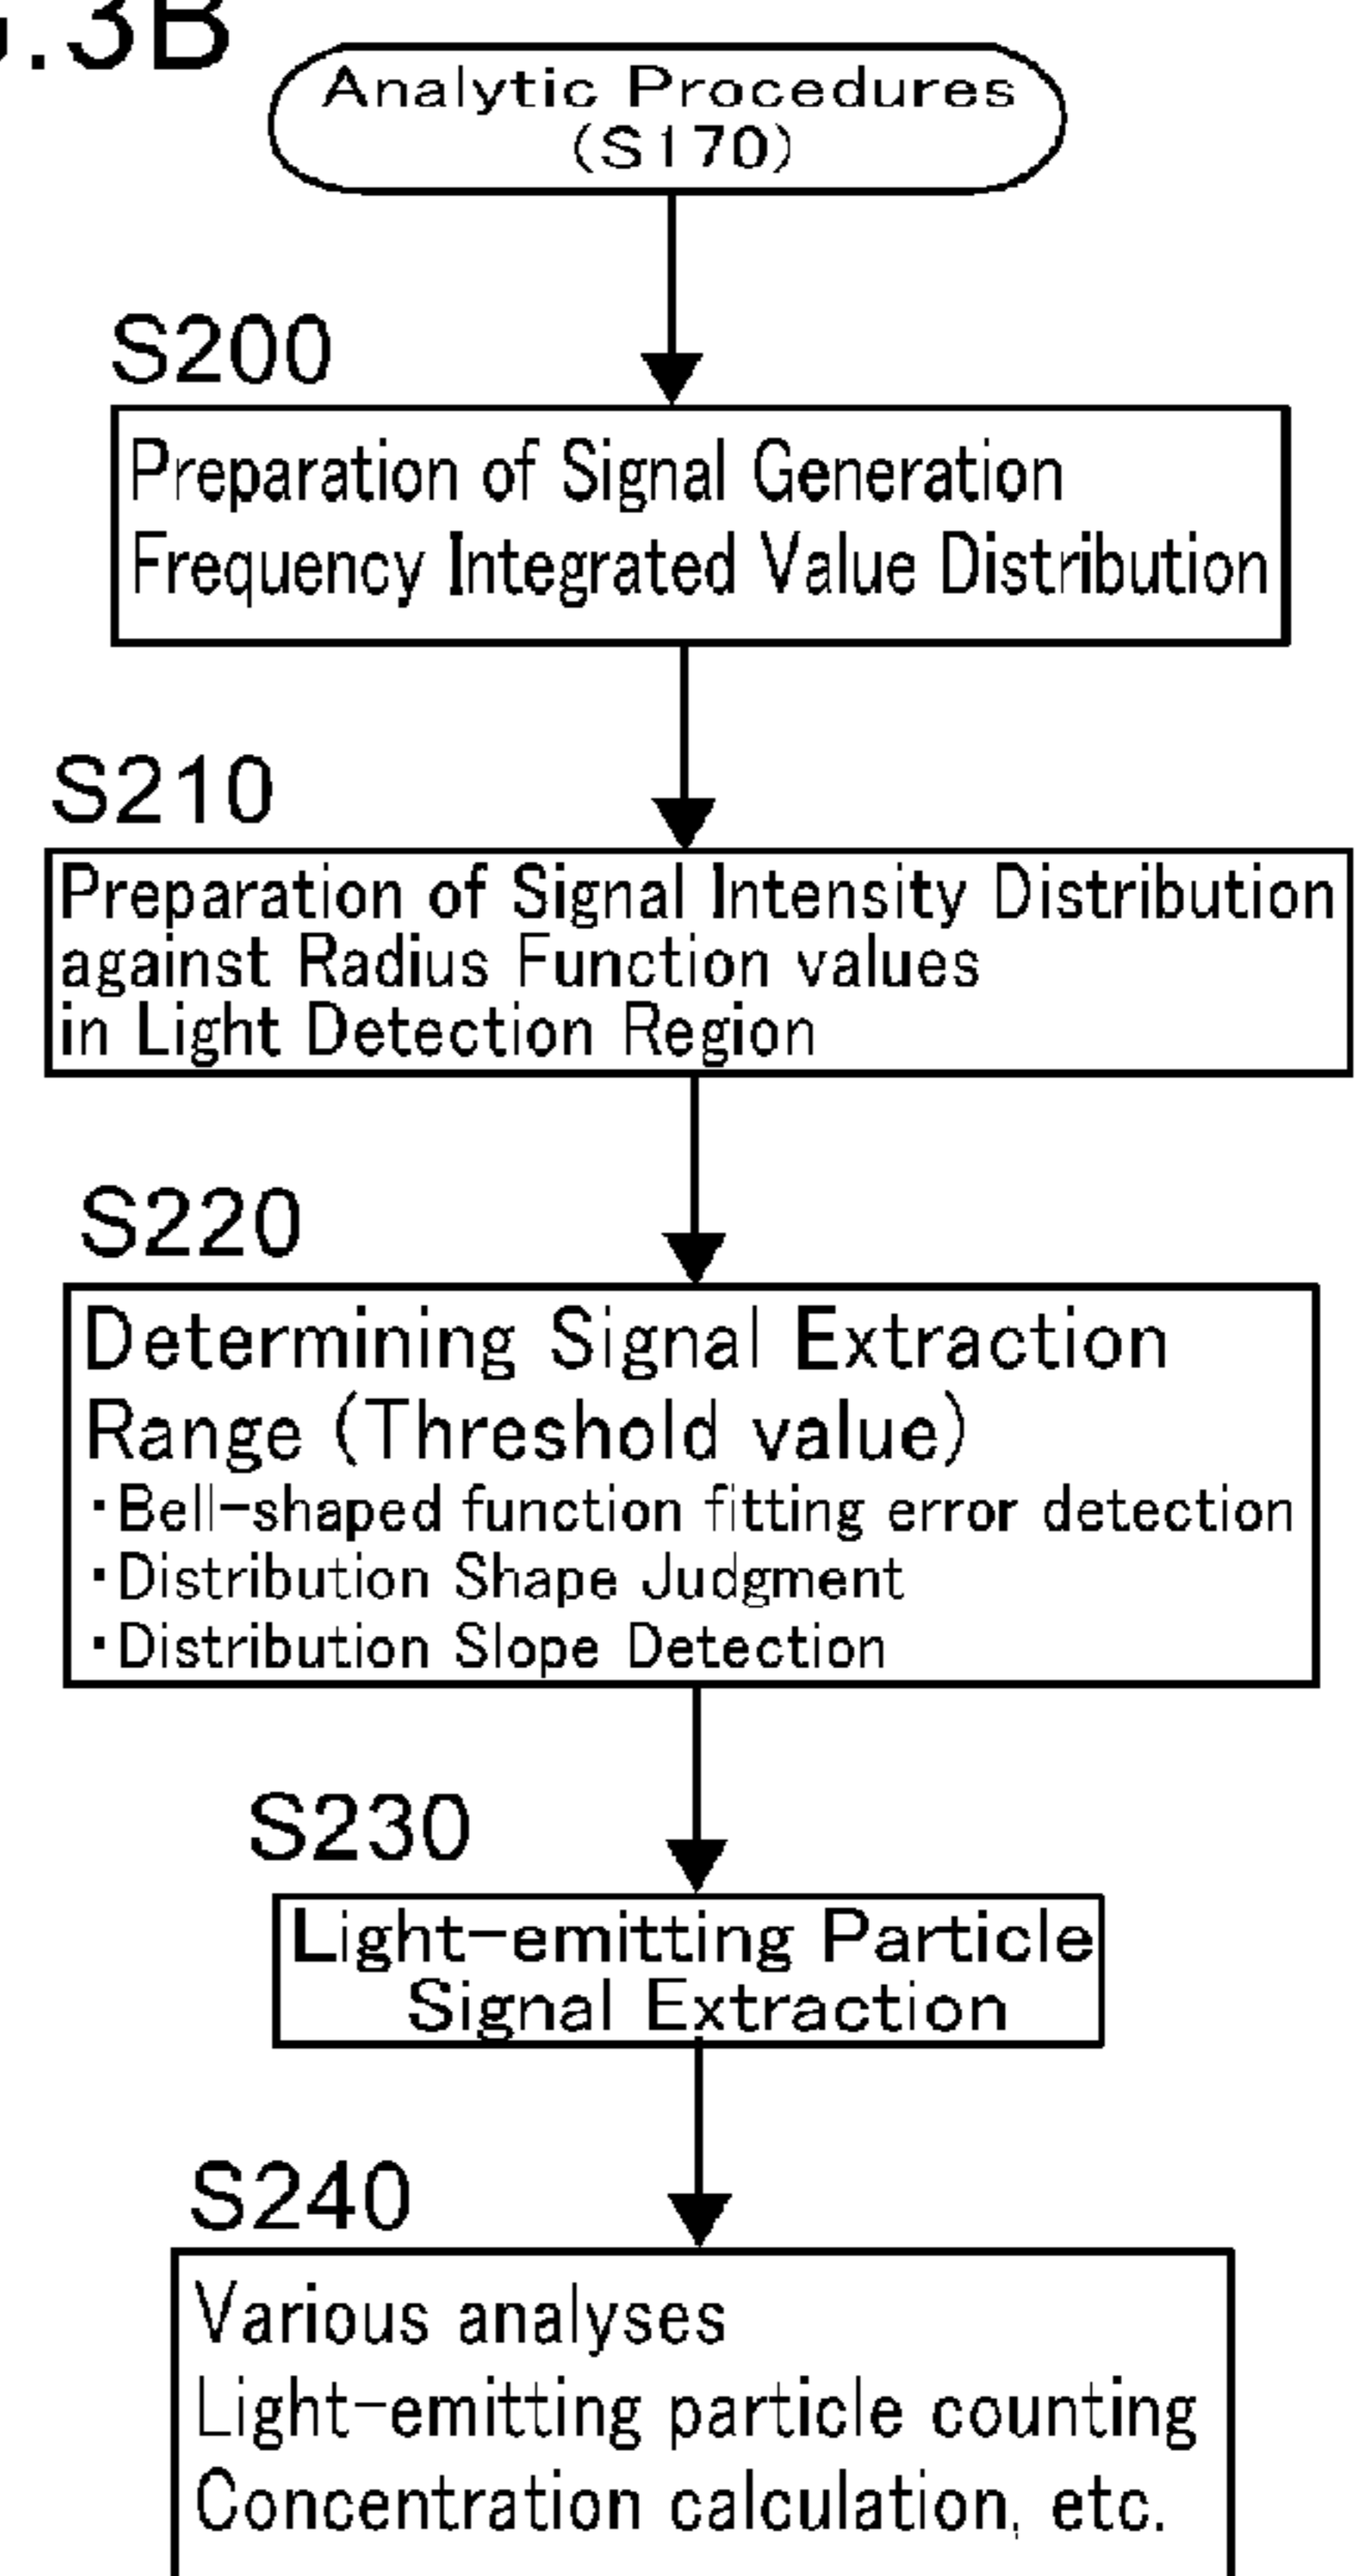 .3B
Analytic Procedures
(S170)
S200
Preparation of Signal Generation
Frequency Integrated Value Distribution
S210
Preparation of Signal Intensity Distribution
against Radius Function values
in Light Detection Region
S220
Determining Signal Extraction
Range (Threshold value)
・Bell-shaped function fitting error detection
・Distribution Shape Judgment
・Distribution Slope Detection
S230
Light-emitting Particle
Signal Extraction
S240
Various analyses
Light-emitting particle counting
Concentration calculation, etc.